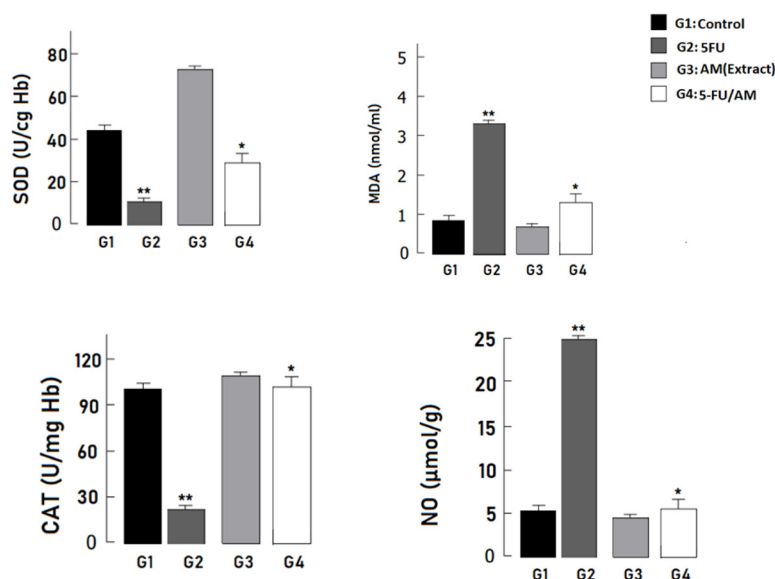 G1: Control
G2: 5FU
G3: AM(Extract)
G4: 5-FU/AM
SOD (U/cg Hb)
80
60
40
20
0
**
*
G1 G2 G3 G4
MDA (nmol/ml)
5
4
3
2
1
0
**
*
G1 G2 G3 G4
CAT (U/mg Hb)
120
90
60
30
0
**
*
G1 G2 G3 G4
NO (µmol/g)
25
20
15
10
5
0
**
*
G1 G2 G3 G4